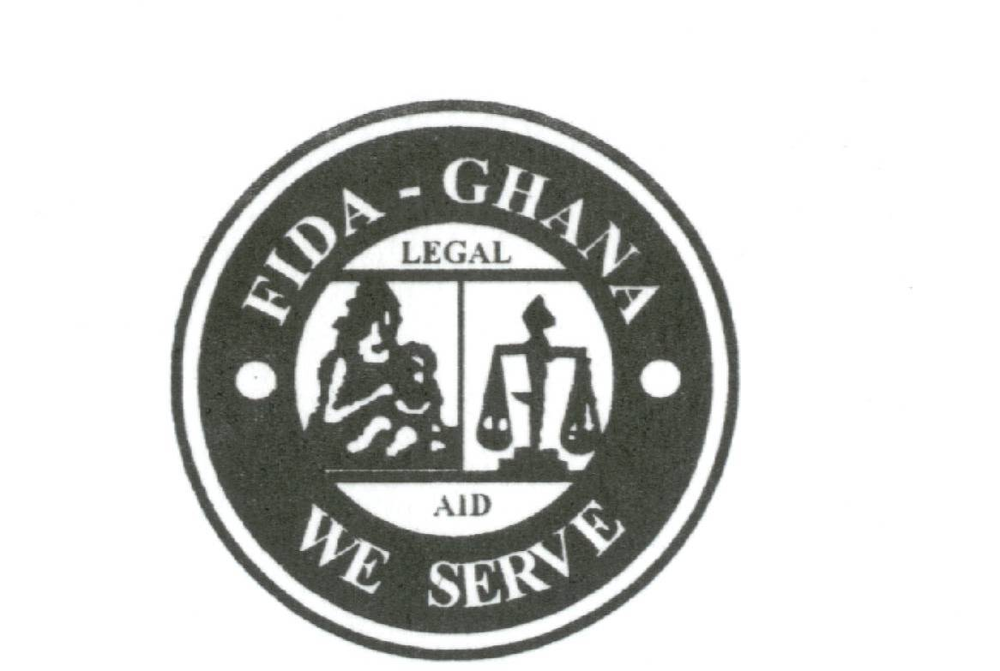 FIDA - GHANA
LEGAL
AID
WE SERVE